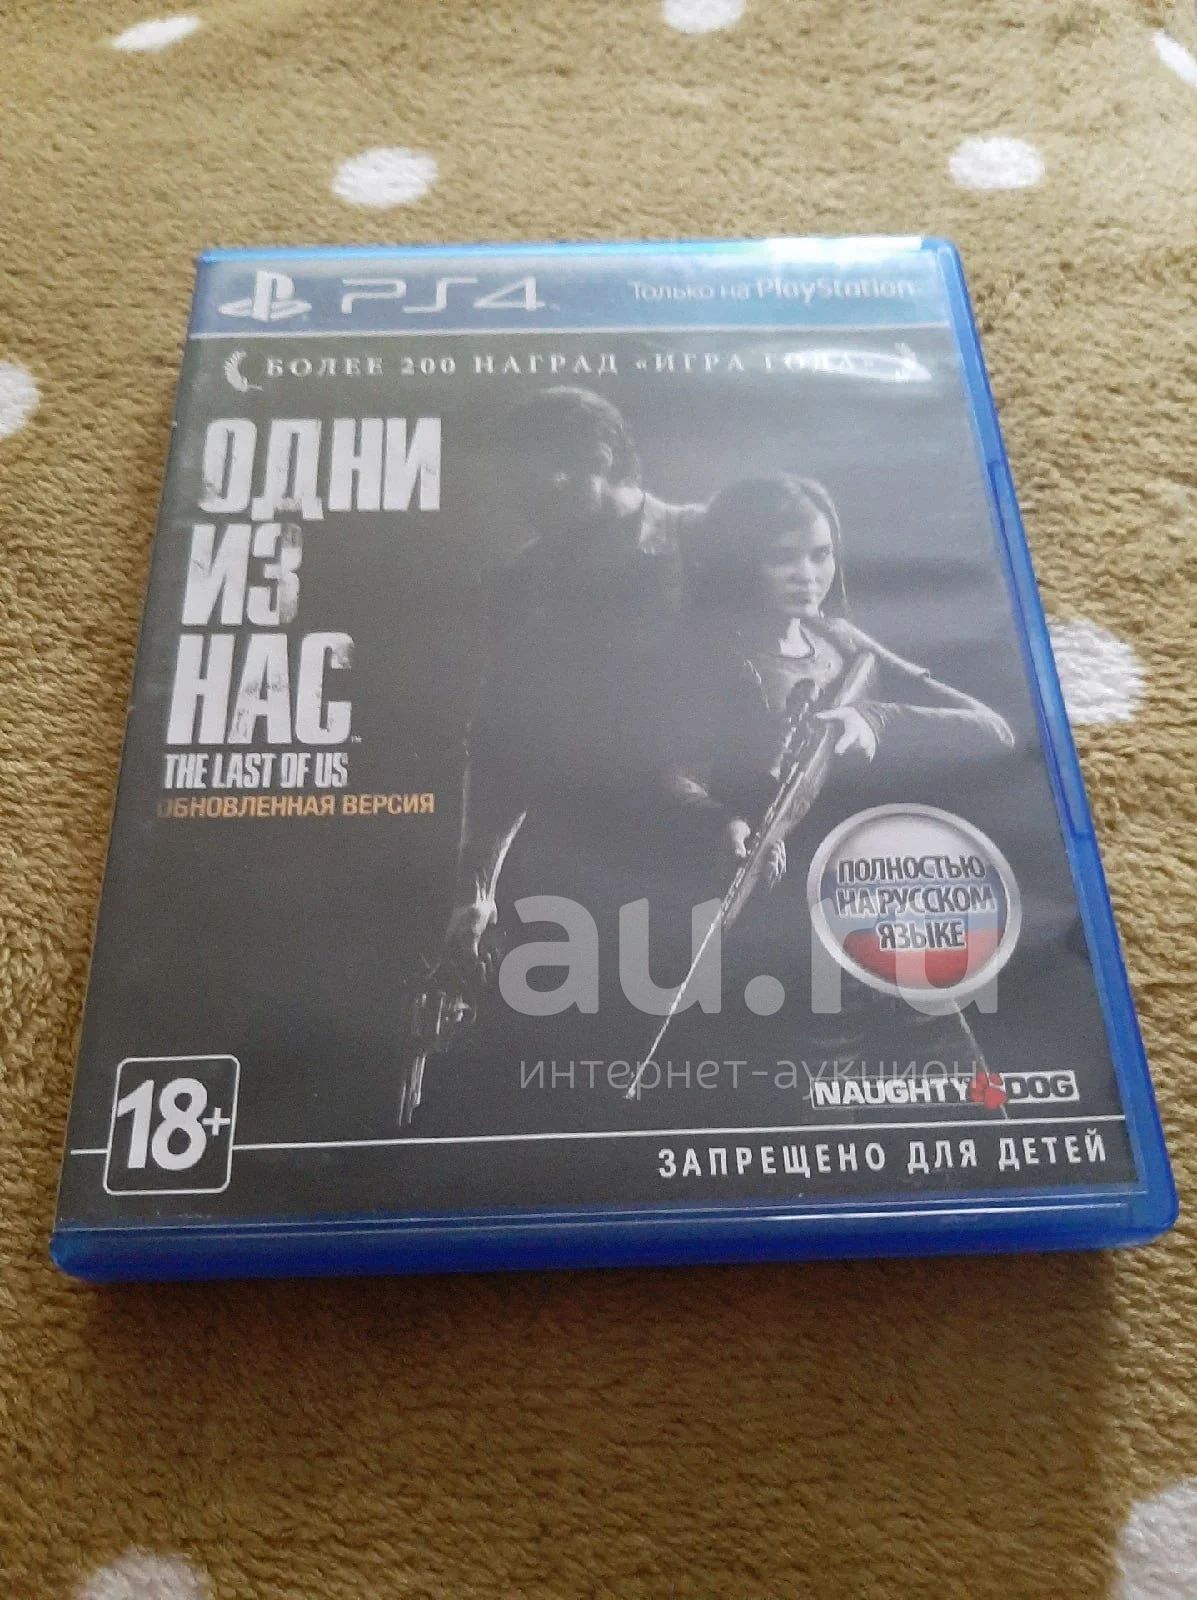 PS4
Только на PlayStation
БОЛЕЕ 200 НАГРАД «ИГРА ГОДА»
ОДНИ
ИЗ
НАС
THE LAST OF US
ОБНОВЛЕННАЯ ВЕРСИЯ
ПОЛНОСТЬЮ
НА РУССКОМ
ЯЗЫКЕ
au.ru
интернет-аукцион
NAUGHTY DOG
18+
ЗАПРЕЩЕНО ДЛЯ ДЕТЕЙ